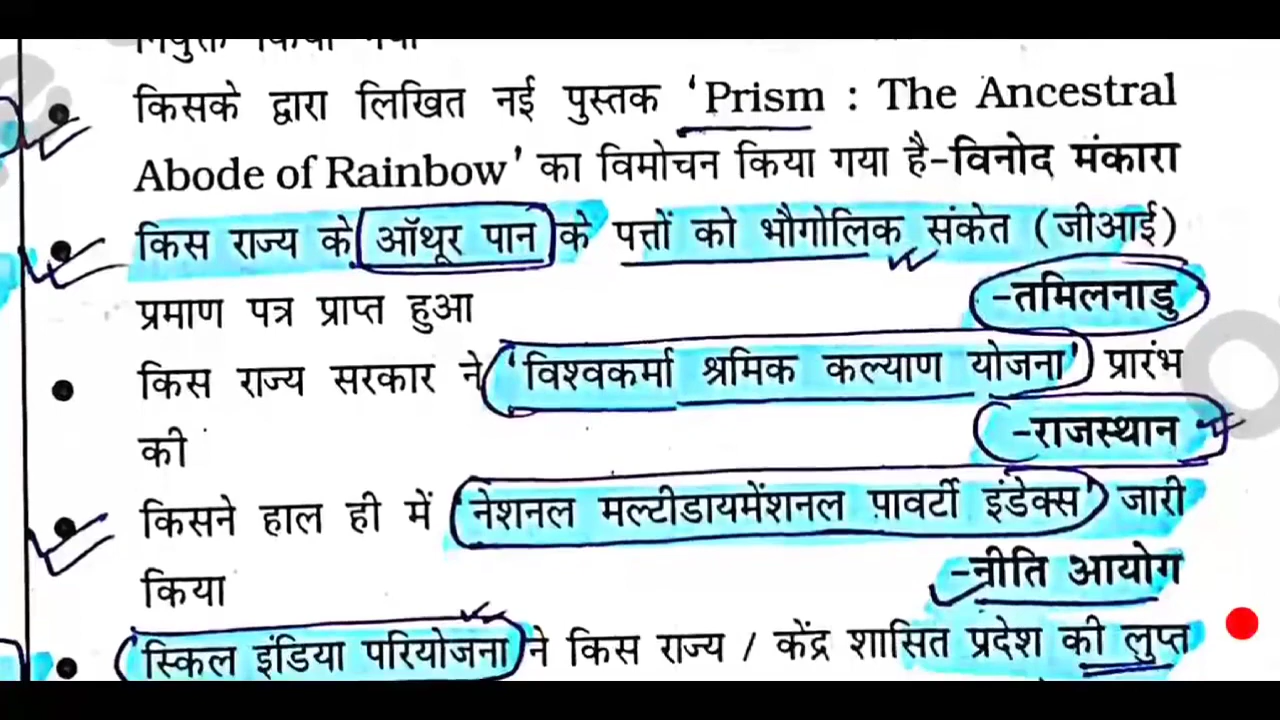 किसके द्वारा लिखित नई पुस्तक 'Prism : The Ancestral
Abode of Rainbow' का विमोचन किया गया है-विनोद मंकारा
किस राज्य के ऑथूर पान के पत्तों को भौगोलिक संकेत (जीआई)
प्रमाण पत्र प्राप्त हुआ -तमिलनाडु
किस राज्य सरकार ने 'विश्वकर्मा श्रमिक कल्याण योजना' प्रारंभ
की -राजस्थान
किसने हाल ही में 'नेशनल मल्टीडायमेंशनल पावर्टी इंडेक्स' जारी
किया -नीति आयोग
स्किल इंडिया परियोजना ने किस राज्य / केंद्र शासित प्रदेश की लुप्त